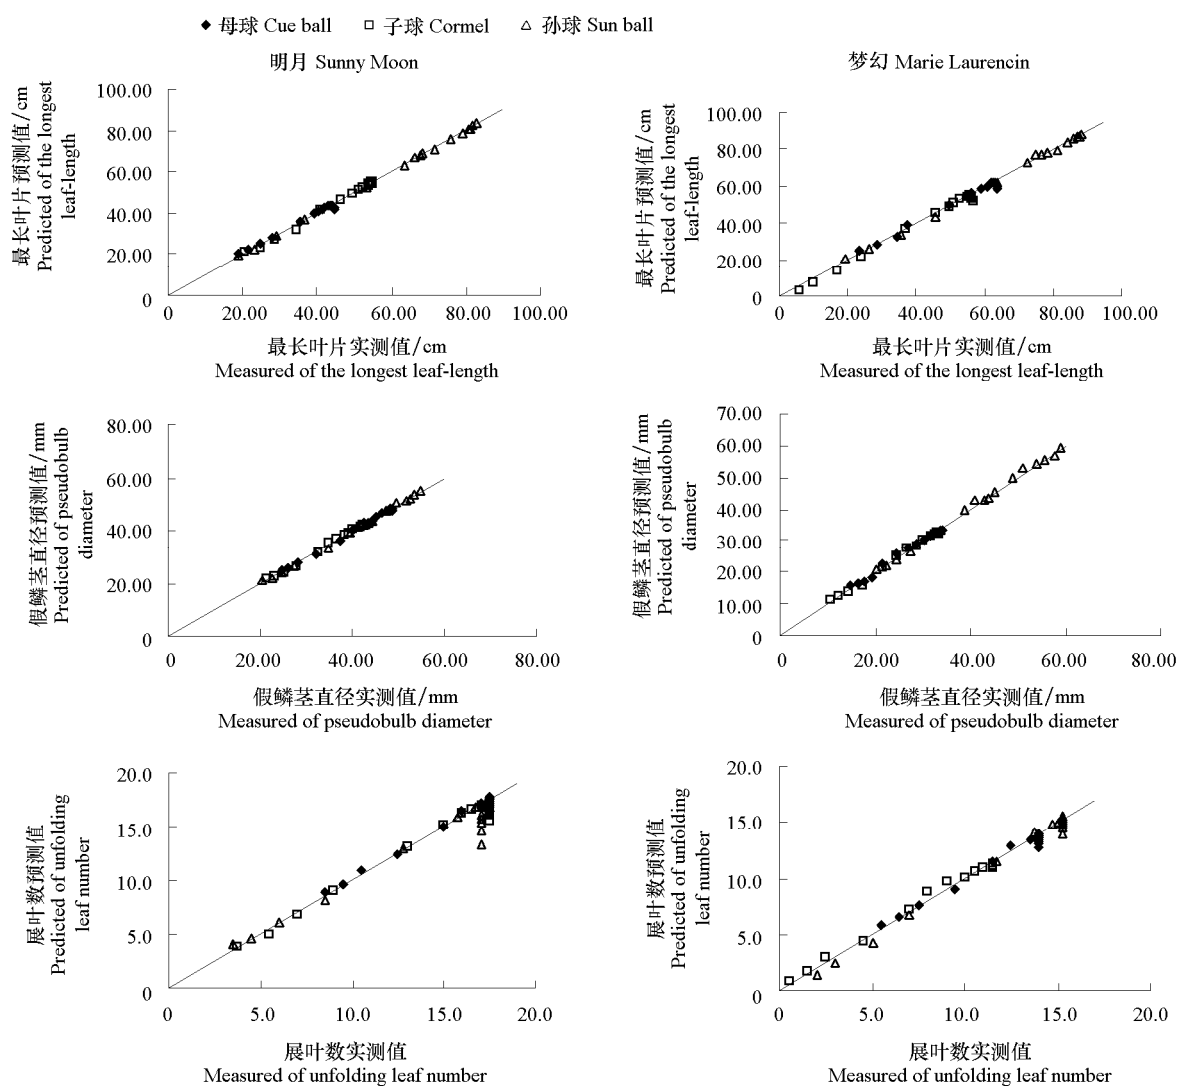 母球 Cue ball 子球 Cormel 孙球 Sun ball
明月 Sunny Moon
最长叶片预测值/cm
Predicted of the longest
leaf-length
100.00
80.00
60.00
40.00
20.00
0
0 20.00 40.00 60.00 80.00 100.00
最长叶片实测值/cm
Measured of the longest leaf-length
梦幻 Marie Laurencin
最长叶片预测值/cm
Predicted of the longest
leaf-length
100.00
80.00
60.00
40.00
20.00
0
0 20.00 40.00 60.00 80.00 100.00
最长叶片实测值/cm
Measured of the longest leaf-length
假鳞茎直径预测值/mm
Predicted of pseudobulb
diameter
80.00
60.00
40.00
20.00
0
0 20.00 40.00 60.00 80.00
假鳞茎直径实测值/mm
Measured of pseudobulb diameter
假鳞茎直径预测值/mm
Predicted of pseudobulb
diameter
70.00
60.00
50.00
40.00
30.00
20.00
10.00
0
0 20.00 40.00 60.00 80.00
假鳞茎直径实测值/mm
Measured of pseudobulb diameter
展叶数预测值
Predicted of unfolding
leaf number
20.0
15.0
10.0
5.0
0
0 5.0 10.0 15.0 20.0
展叶数实测值
Measured of unfolding leaf number
展叶数预测值
Predicted of unfolding
leaf number
20.0
15.0
10.0
5.0
0
0 5.0 10.0 15.0 20.0
展叶数实测值
Measured of unfolding leaf number